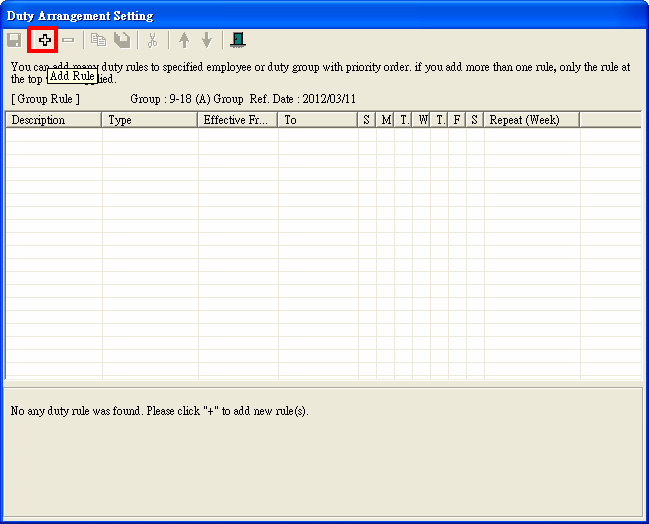 Duty Arrangement Setting
You can add many duty rules to specified employee or duty group with priority order. if you add more than one rule, only the rule at
the top
Add Rule
plied.
[ Group Rule ] Group : 9-18 (A) Group Ref. Date : 2012/03/11
Description Type Effective Fr... To S M T. W T. F S Repeat (Week)
No any duty rule was found. Please click "+" to add new rule(s).